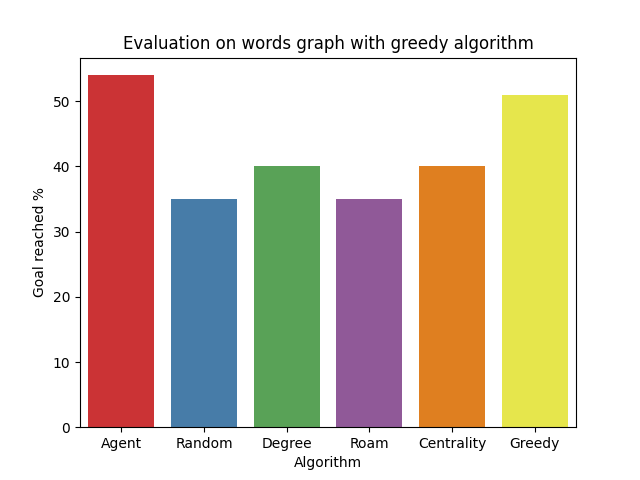 Evaluation on words graph with greedy algorithm
50
40
30
20
10
0
Goal reached %
Agent Random Degree Roam Centrality Greedy
Algorithm